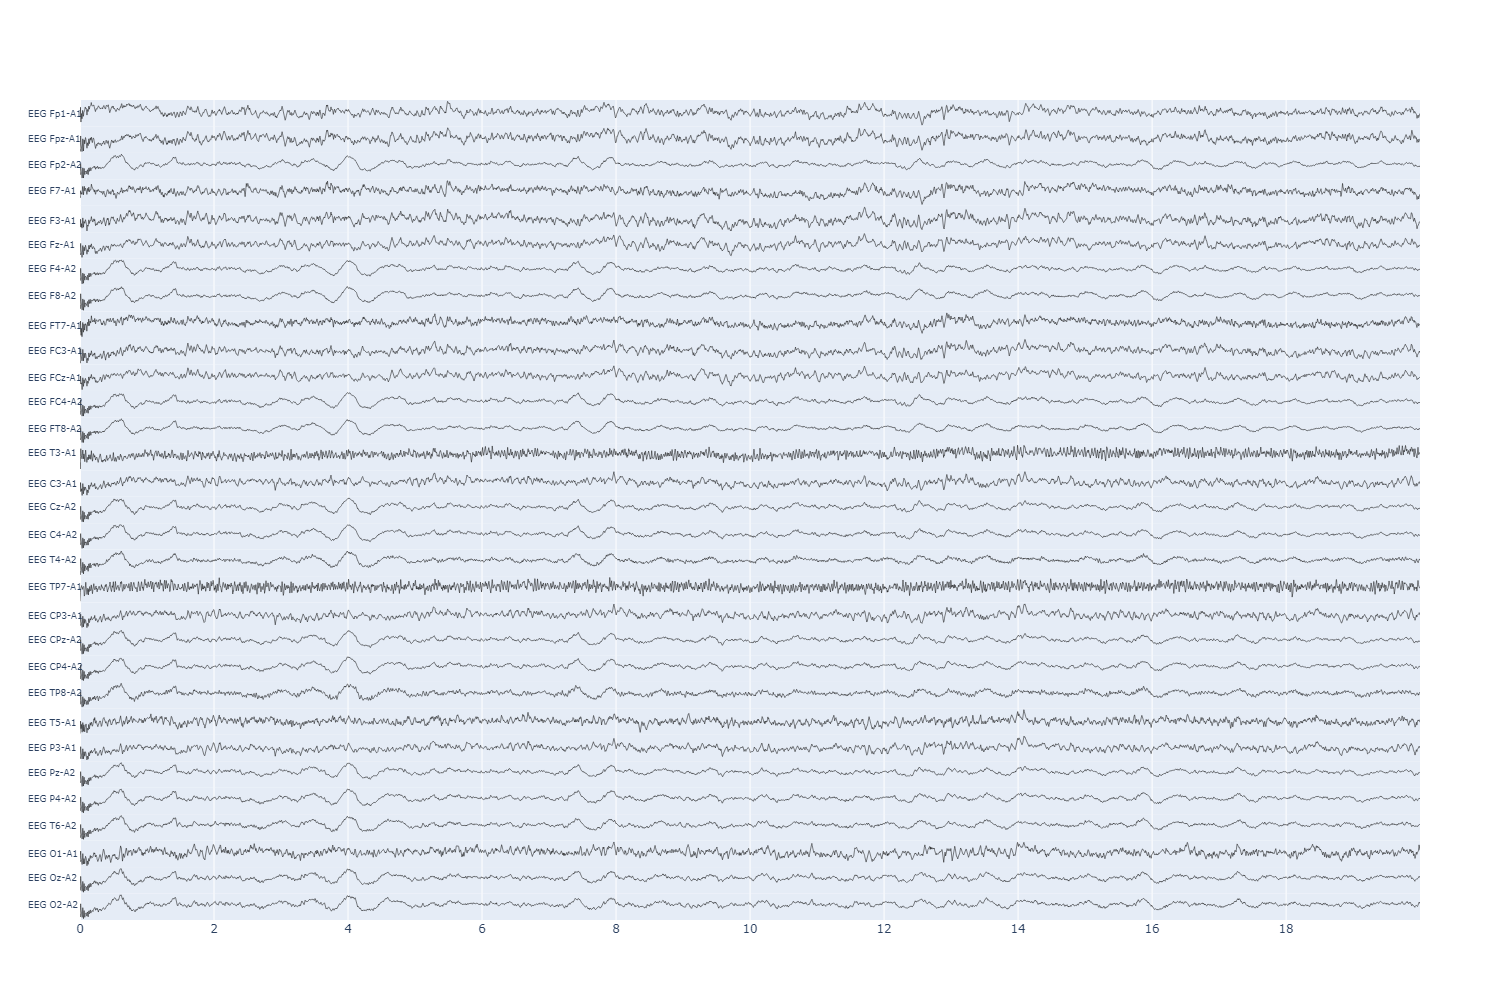 EEG Fp1-A1
EEG Fpz-A1
EEG Fp2-A2
EEG F7-A1
EEG F3-A1
EEG Fz-A1
EEG F4-A2
EEG F8-A2
EEG FT7-A1
EEG FC3-A1
EEG FCz-A1
EEG FC4-A2
EEG FT8-A2
EEG T3-A1
EEG C3-A1
EEG Cz-A2
EEG C4-A2
EEG T4-A2
EEG TP7-A1
EEG CP3-A1
EEG CPz-A2
EEG CP4-A2
EEG TP8-A2
EEG T5-A1
EEG P3-A1
EEG Pz-A2
EEG P4-A2
EEG T6-A2
EEG O1-A1
EEG Oz-A2
EEG O2-A2
0 2 4 6 8 10 12 14 16 18